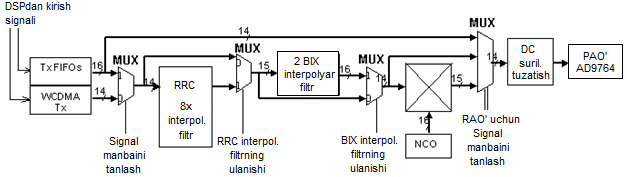 DSPdan kirish
signali
TxFIFOs
WCDMA
Tx
16
14
14
MUX
14
RRC
8x
interpol.
filtr
MUX
15
2 BIX
interpolyar
filtr
16
MUX
14
16
NCO
15
MUX
14
DC
suril.
tuzatish
PAO'
AD9764
Signal
manbaini
tanlash
RRC interpol.
filtrning
ulanishi
BIX interpol.
filtrning
ulanishi
RAO' uchun
Signal
manbaini
tanlash